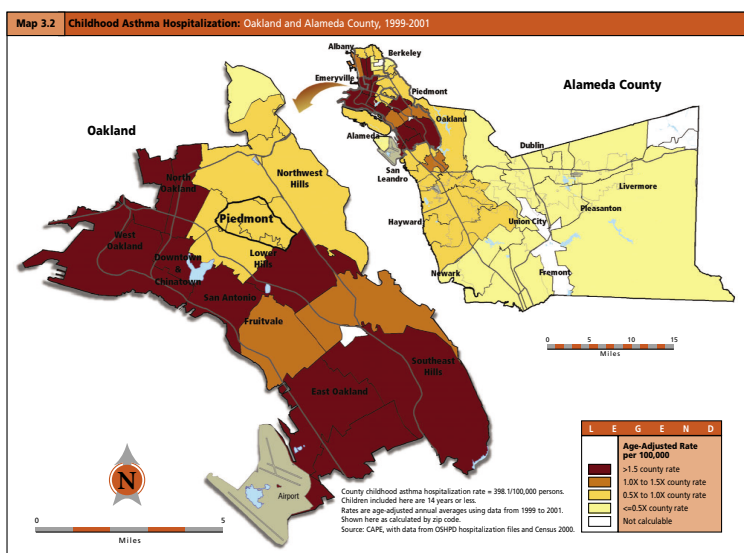 Map 3.2 Childhood Asthma Hospitalization: Oakland and Alameda County, 1999-2001
Albany
Berkeley
Emeryville
Piedmont
Alameda County
Oakland
Oakland
Alameda
Dublin
North
Oakland
Northwest
Hills
San
Leandro
Livermore
Pleasanton
Piedmont
Hayward
Union City
West
Oakland
Downtown
&
Chinatown
Lower
Hills
Newark
Fremont
San Antonio
Fruitvale
0 5 10 15
Miles
Southeast
Hills
East Oakland
LEGEND
Age-Adjusted Rate
per 100,000
>1.5 county rate
1.0X to 1.5X county rate
0.5X to 1.0X county rate
<=0.5X county rate
Not calculable
N
Airport
County childhood asthma hospitalization rate = 398.1/100,000 persons.
Children included here are 14 years or less.
Rates are age-adjusted annual averages using data from 1999 to 2001.
Shown here as calculated by zip code.
Source: CAPE, with data from OSHPD hospitalization files and Census 2000.
0 5
Miles